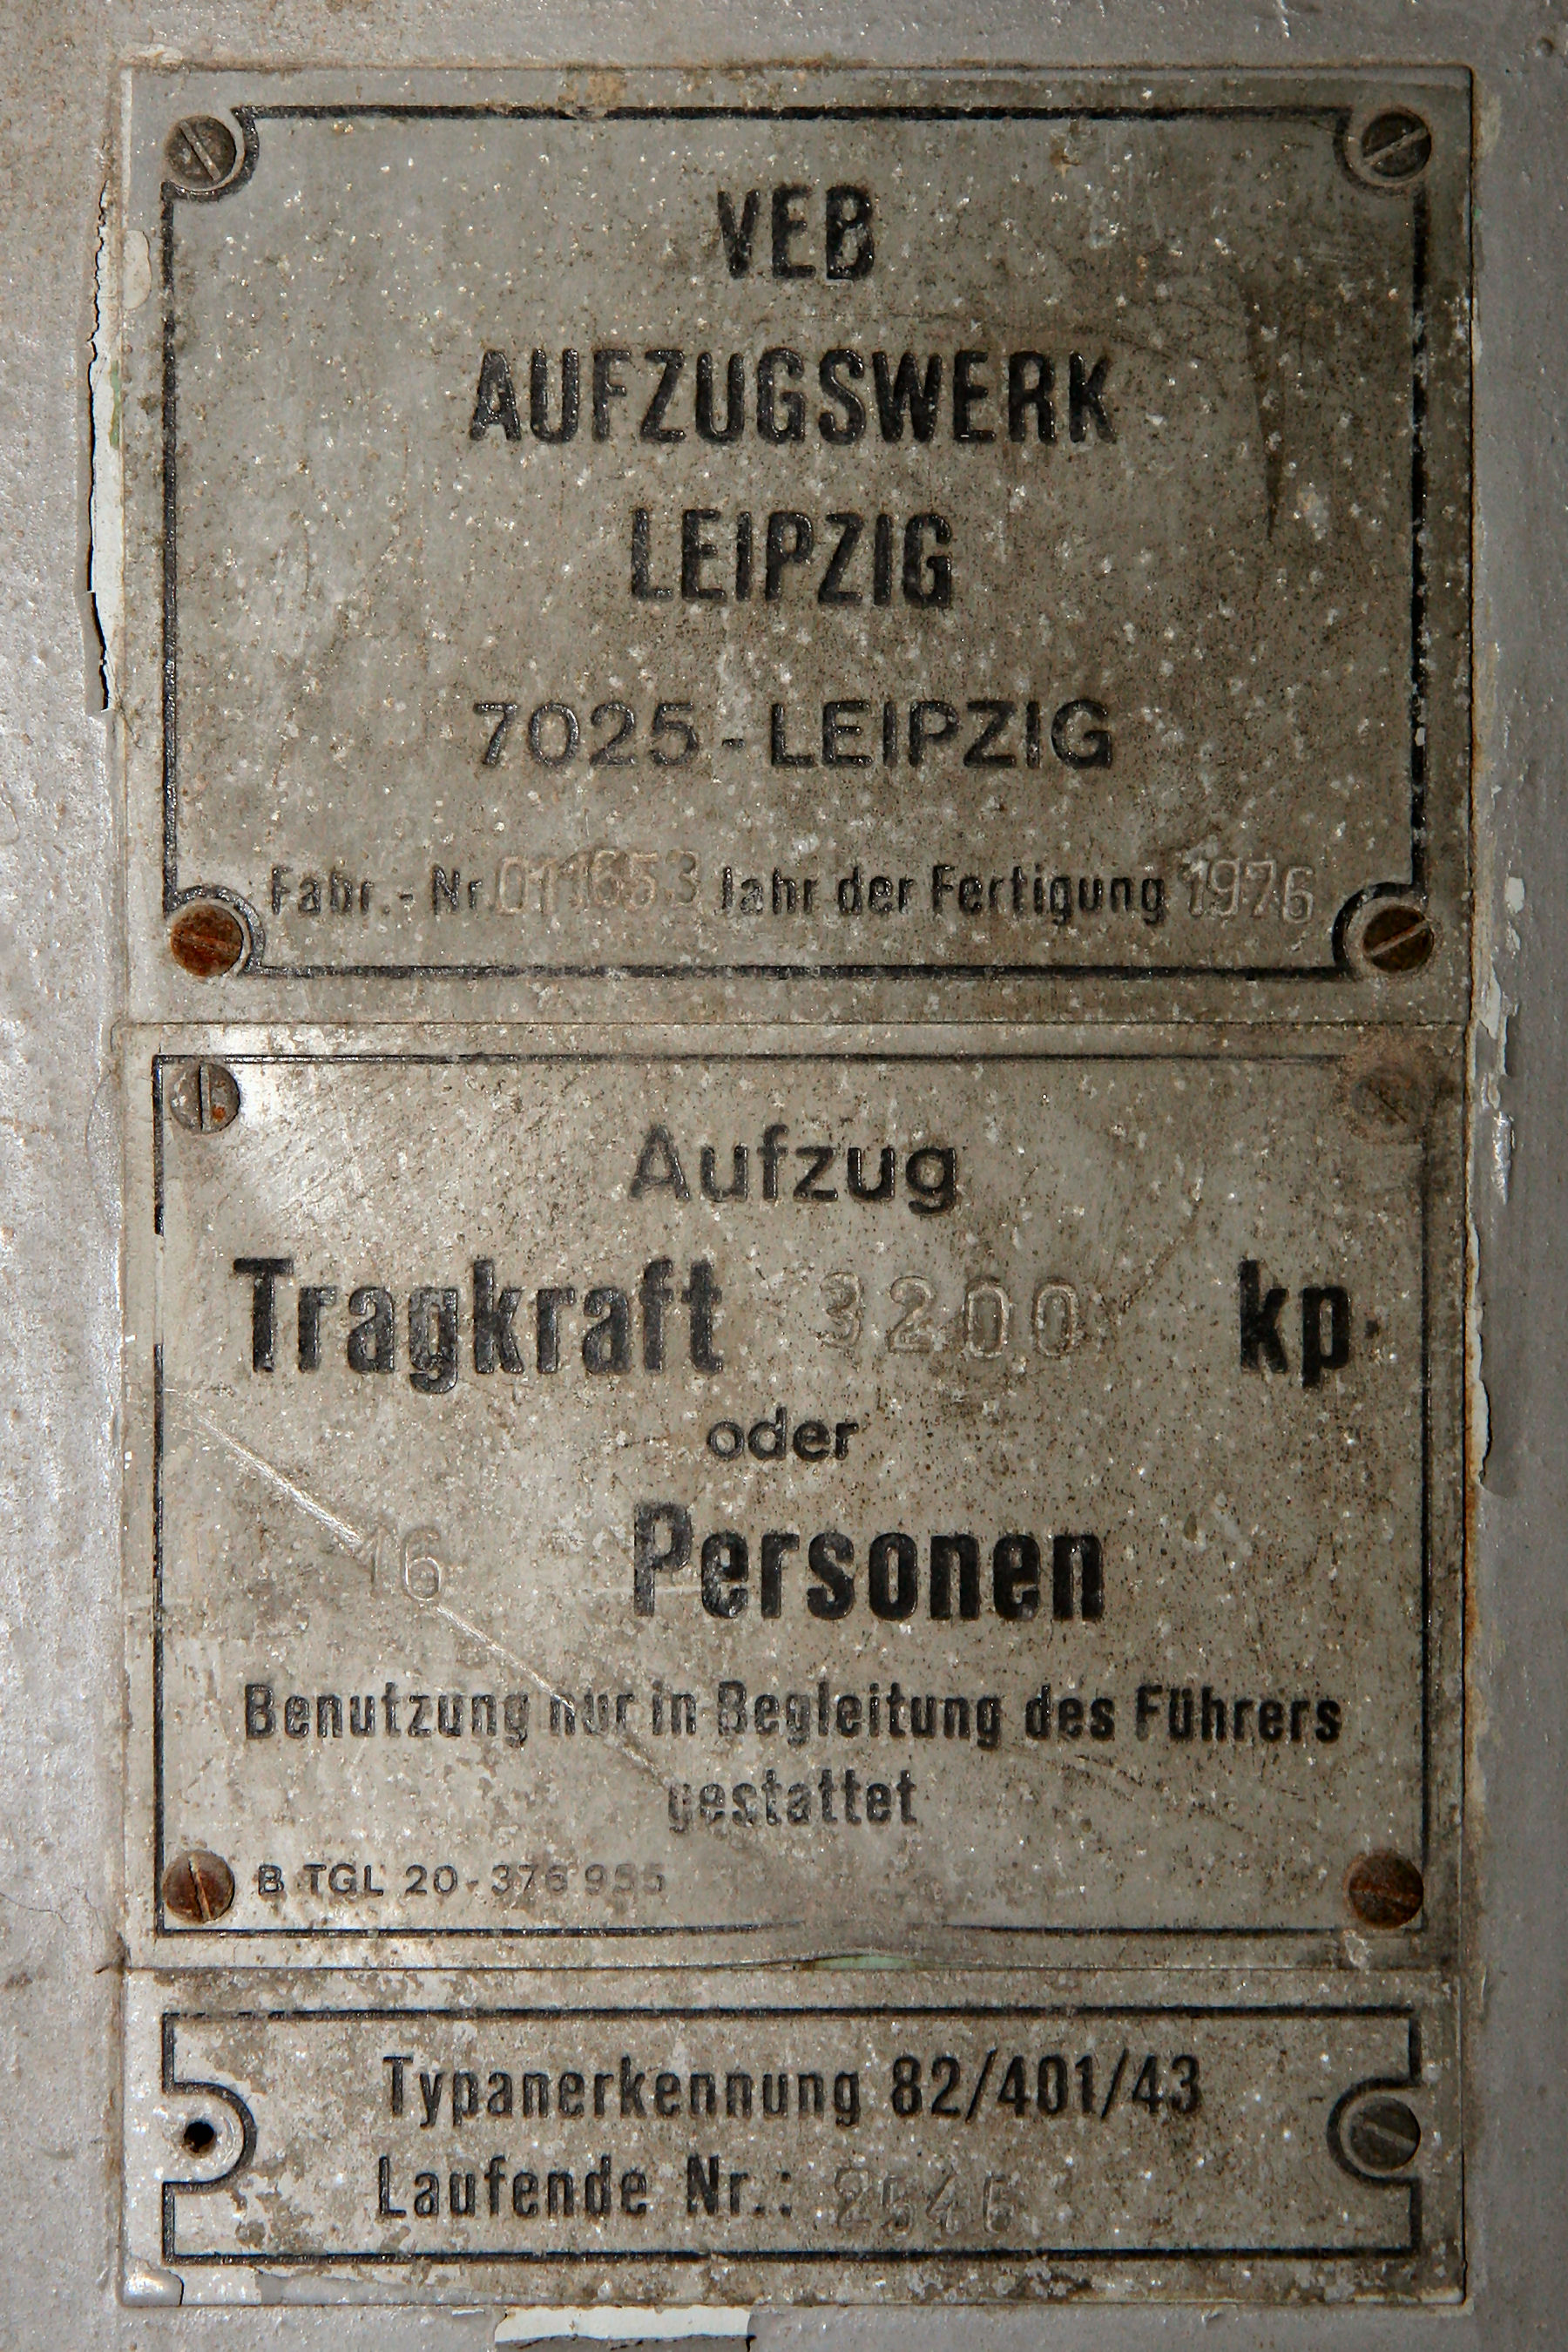 VEB
AUFZUGSWERK
LEIPZIG
7025 - LEIPZIG
Fabr.- Nr. 011653 Jahr der Fertigung 1976
Aufzug
Tragkraft 3200 kp
oder
16 Personen
Benutzung nur in Begleitung des Führers
gestattet
B TGL 20-376 955
Typanerkennung 82/401/43
Laufende Nr.: 2546